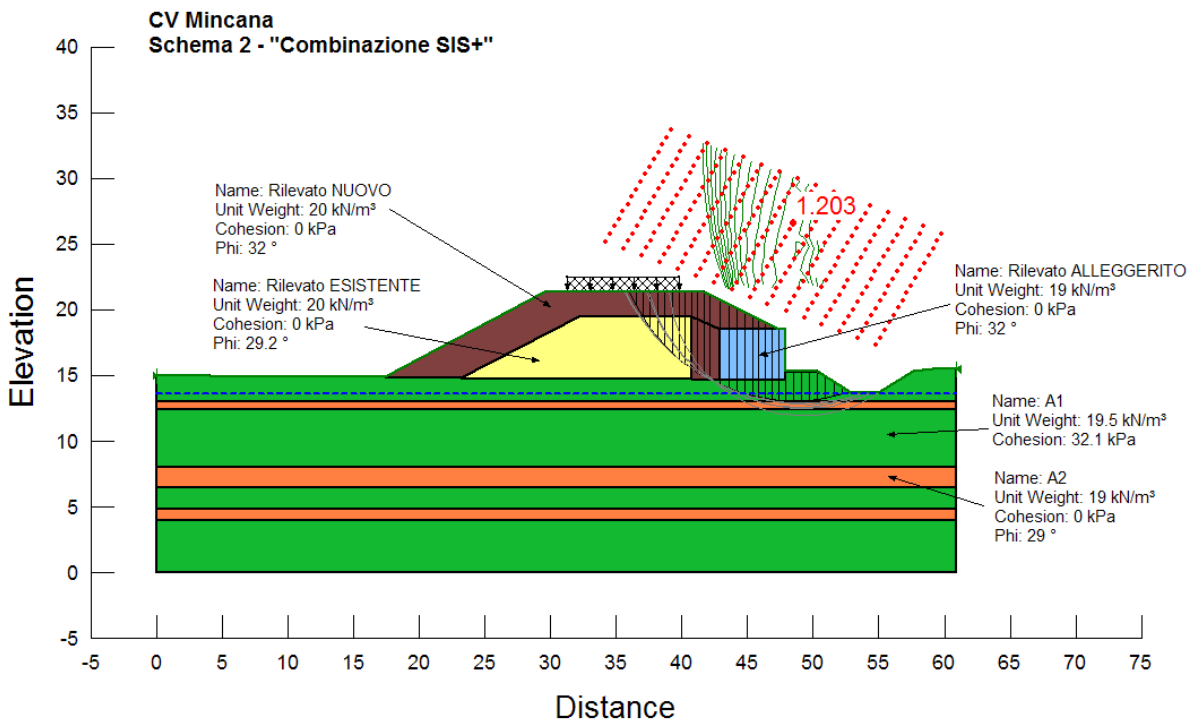 CV Mincana
Schema 2 - "Combinazione SIS+"
40
35
30
25
20
15
10
5
0
-5
Elevation
Name: Rilevato NUOVO
Unit Weight: 20 kN/m³
Cohesion: 0 kPa
Phi: 32 °
Name: Rilevato ESISTENTE
Unit Weight: 20 kN/m³
Cohesion: 0 kPa
Phi: 29.2 °
1.203
Name: Rilevato ALLEGGERITO
Unit Weight: 19 kN/m³
Cohesion: 0 kPa
Phi: 32 °
Name: A1
Unit Weight: 19.5 kN/m³
Cohesion: 32.1 kPa
Name: A2
Unit Weight: 19 kN/m³
Cohesion: 0 kPa
Phi: 29 °
-5 0 5 10 15 20 25 30 35 40 45 50 55 60 65 70 75
Distance